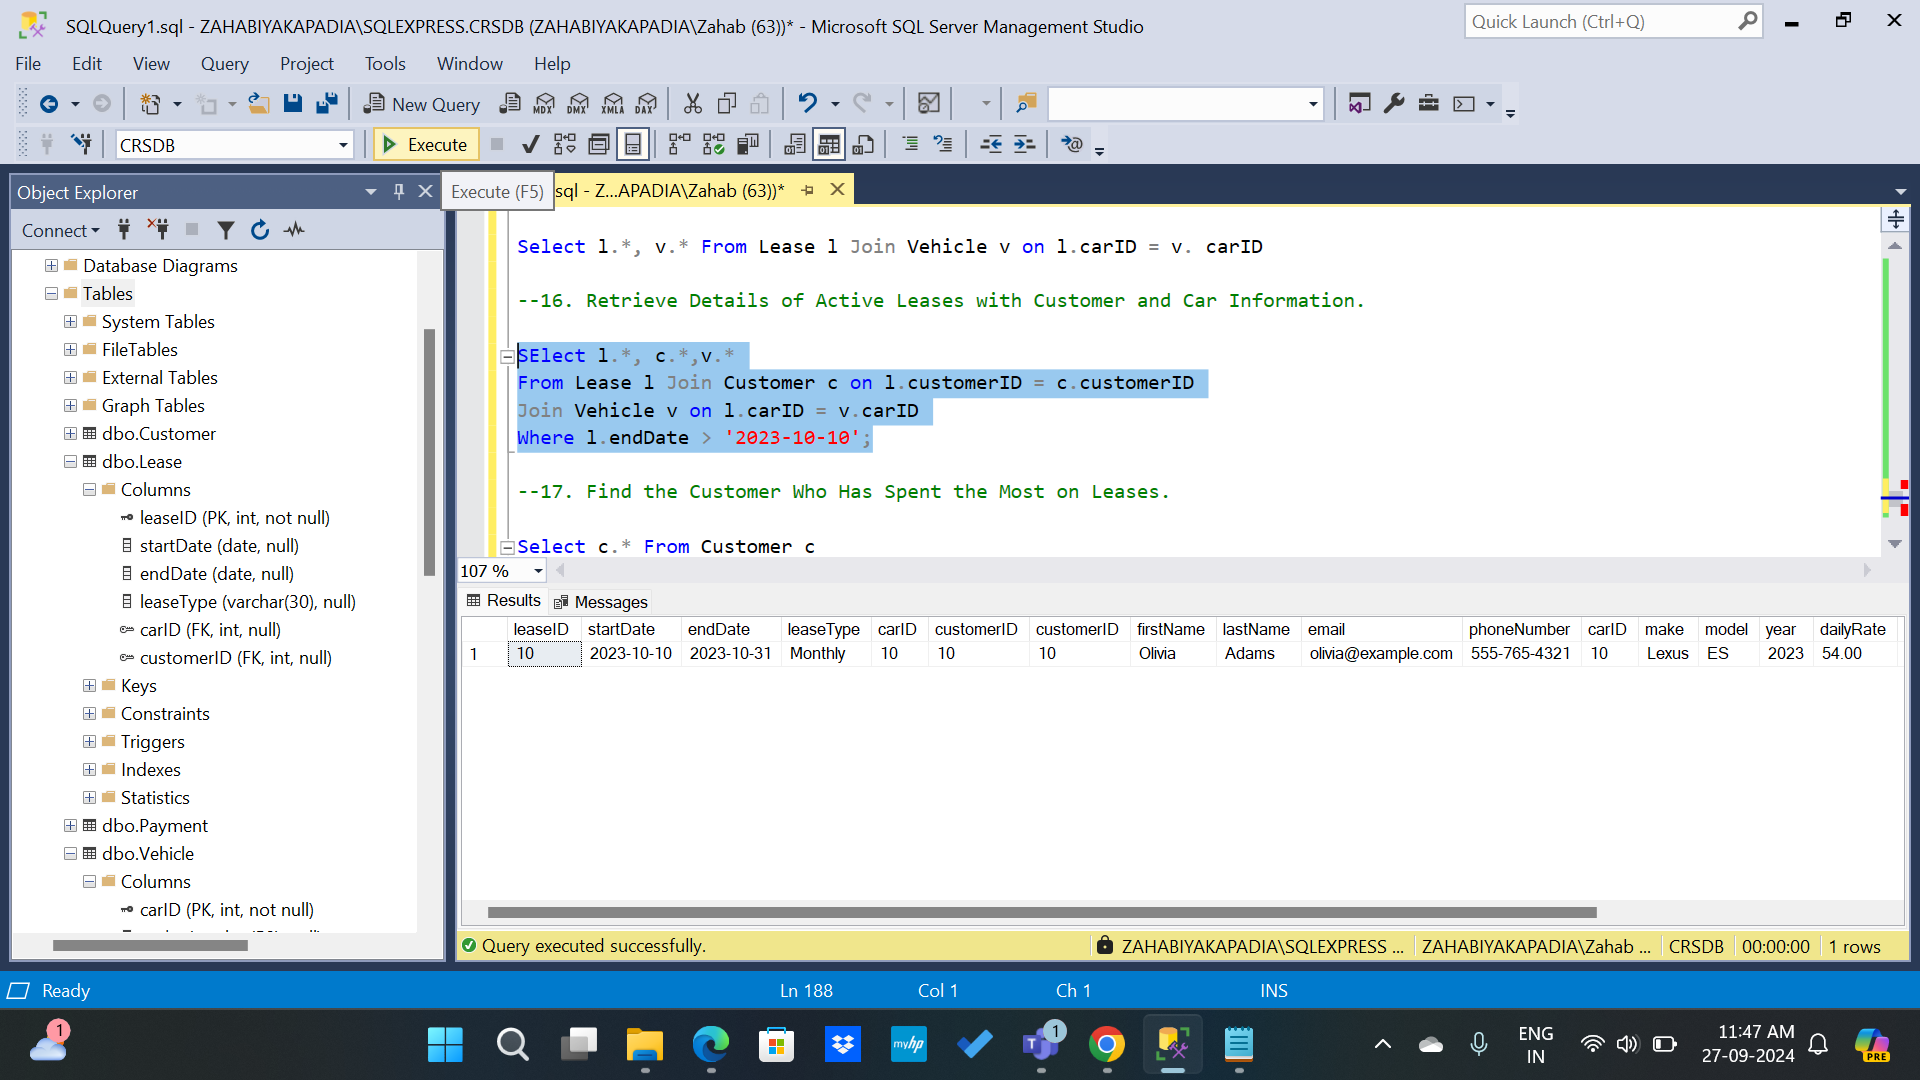 SQLQuery1.sql - ZAHABIYAKAPADIA\SQLEXPRESS.CRSDB (ZAHABIYAKAPADIA\Zahab (63))* - Microsoft SQL Server Management Studio
Quick Launch (Ctrl+Q)
File Edit View Query Project Tools Window Help
New Query MDX DMX XMLA DAX
CRSDB Execute
Object Explorer
Execute (F5)
sql - Z...APADIA\Zahab (63))*
Connect
Database Diagrams
Tables
System Tables
FileTables
External Tables
Graph Tables
dbo.Customer
dbo.Lease
Columns
leaseID (PK, int, not null)
startDate (date, null)
endDate (date, null)
leaseType (varchar(30), null)
carID (FK, int, null)
customerID (FK, int, null)
Keys
Constraints
Triggers
Indexes
Statistics
dbo.Payment
dbo.Vehicle
Columns
carID (PK, int, not null)
Select l.*, v.* From Lease l Join Vehicle v on l.carID = v. carID
--16. Retrieve Details of Active Leases with Customer and Car Information.
SElect l.*, c.*,v.*
From Lease l Join Customer c on l.customerID = c.customerID
Join Vehicle v on l.carID = v.carID
Where l.endDate > '2023-10-10';
--17. Find the Customer Who Has Spent the Most on Leases.
Select c.* From Customer c
107 %
Results Messages
leaseID startDate endDate leaseType carID customerID customerID firstName lastName email phoneNumber carID make model year dailyRate
1 10 2023-10-10 2023-10-31 Monthly 10 10 10 Olivia Adams olivia@example.com 555-765-4321 10 Lexus ES 2023 54.00
Query executed successfully.
ZAHABIYAKAPADIA\SQLEXPRESS ... ZAHABIYAKAPADIA\Zahab ... CRSDB 00:00:00 1 rows
Ready Ln 188 Col 1 Ch 1 INS
1
myhp
1
ENG
IN
11:47 AM
27-09-2024
PRE